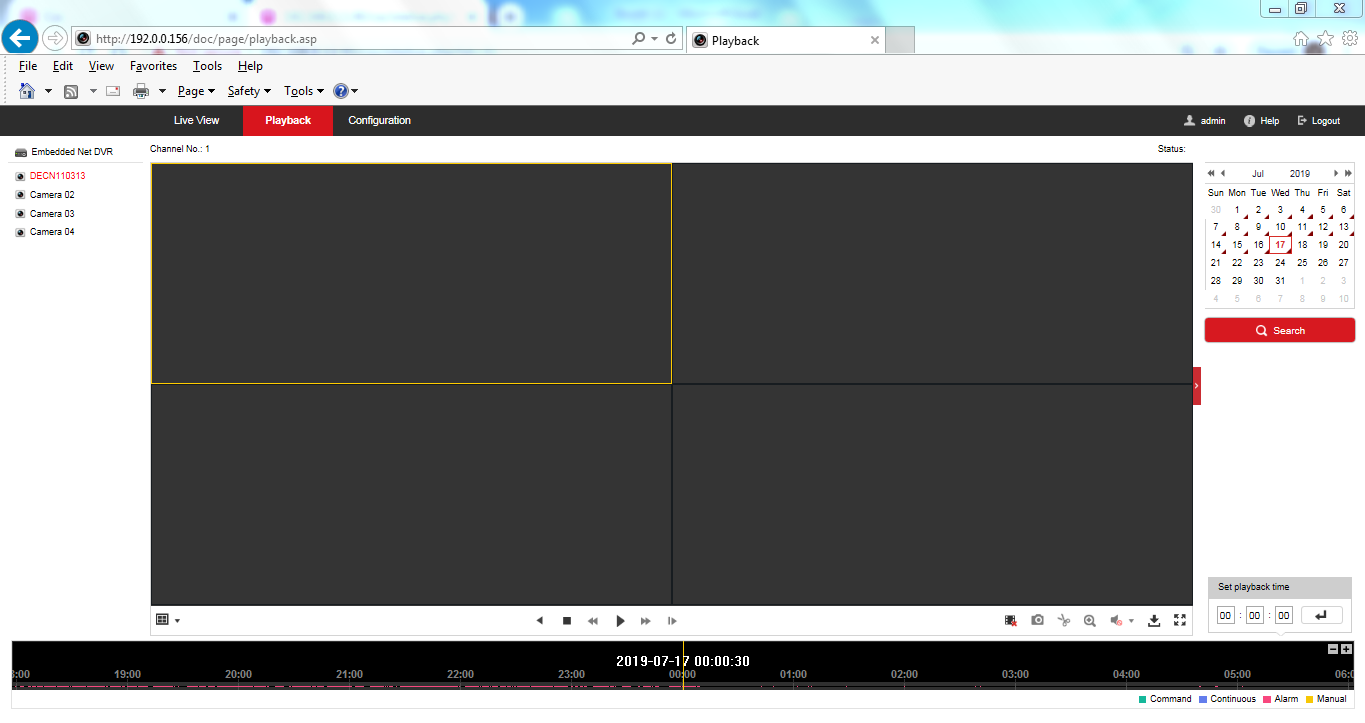 http://192.0.0.156/doc/page/playback.asp
Playback
File Edit View Favorites Tools Help
Page Safety Tools
Live View Playback Configuration admin Help Logout
Embedded Net DVR
DECN110313
Camera 02
Camera 03
Camera 04
Channel No.: 1 Status:
Jul 2019
Sun Mon Tue Wed Thu Fri Sat
30 1 2 3 4 5 6
7 8 9 10 11 12 13
14 15 16 17 18 19 20
21 22 23 24 25 26 27
28 29 30 31 1 2 3
4 5 6 7 8 9 10
Search
Set playback time
00 : 00 : 00
2019-07-17 00:00:30
:00 19:00 20:00 21:00 22:00 23:00 00:00 01:00 02:00 03:00 04:00 05:00 06:
Command Continuous Alarm Manual